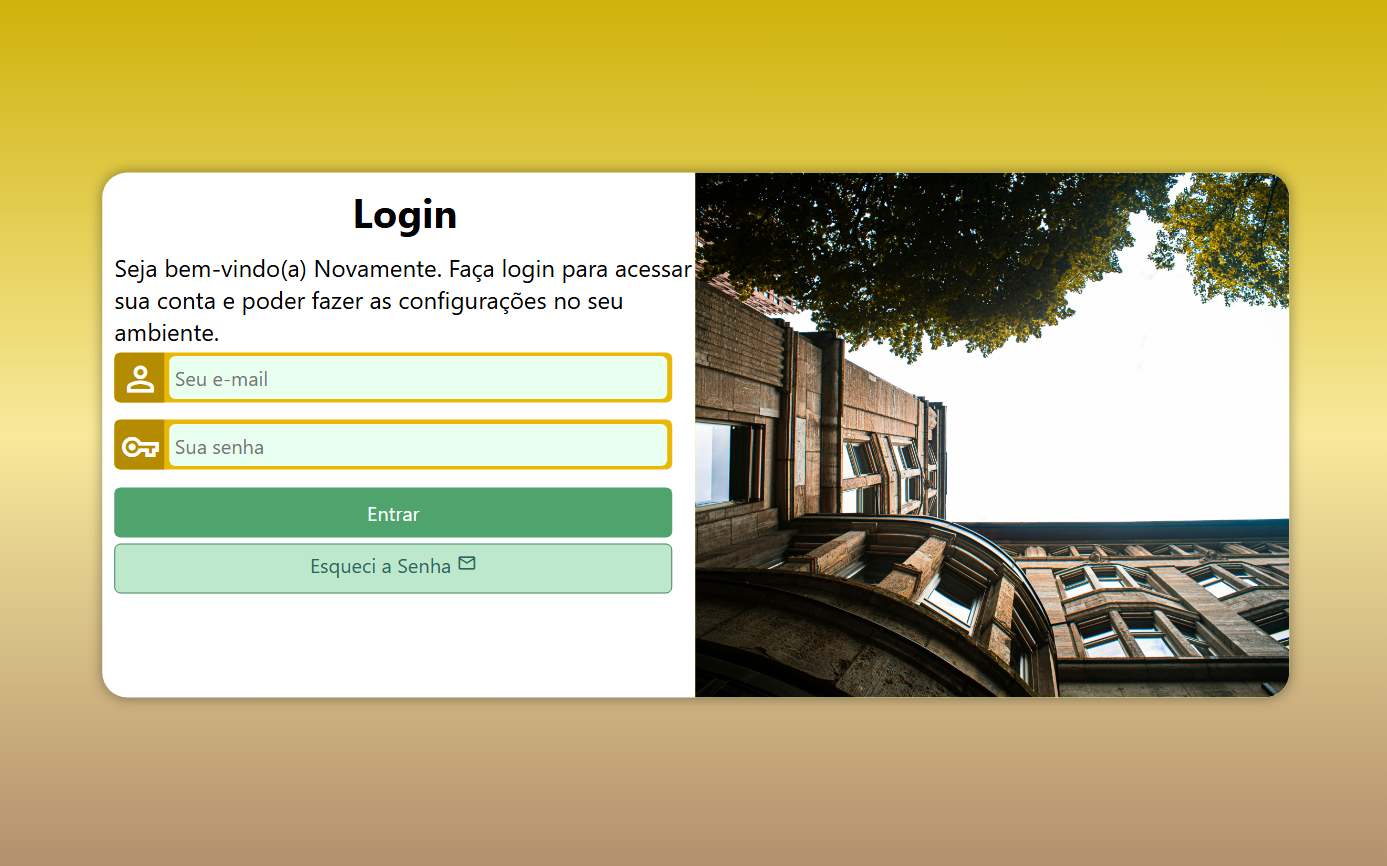 Login
Seja bem-vindo(a) Novamente. Faça login para acessar
sua conta e poder fazer as configurações no seu
ambiente.
Seu e-mail
Sua senha
Entrar
Esqueci a Senha